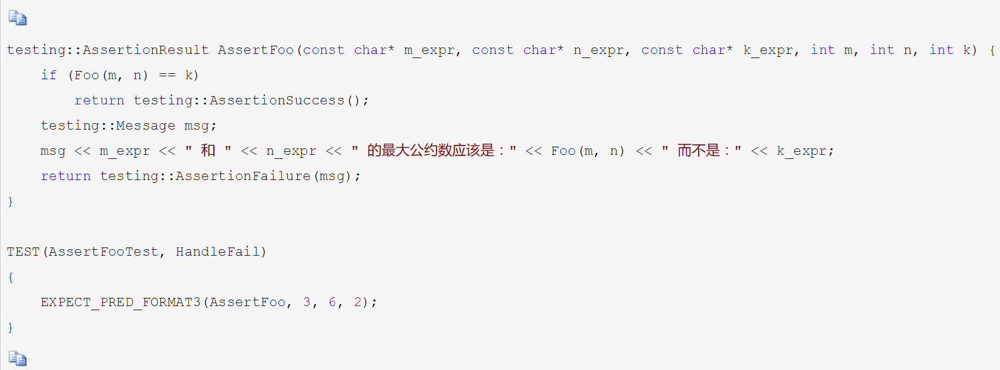 testing::AssertionResult AssertFoo(const char* m_expr, const char* n_expr, const char* k_expr, int m, int n, int k) {
    if (Foo(m, n) == k)
        return testing::AssertionSuccess();
    testing::Message msg;
    msg << m_expr << " 和 " << n_expr << " 的最大公约数应该是：" << Foo(m, n) << " 而不是：" << k_expr;
    return testing::AssertionFailure(msg);
}
TEST(AssertFooTest, HandleFail)
{
    EXPECT_PRED_FORMAT3(AssertFoo, 3, 6, 2);
}